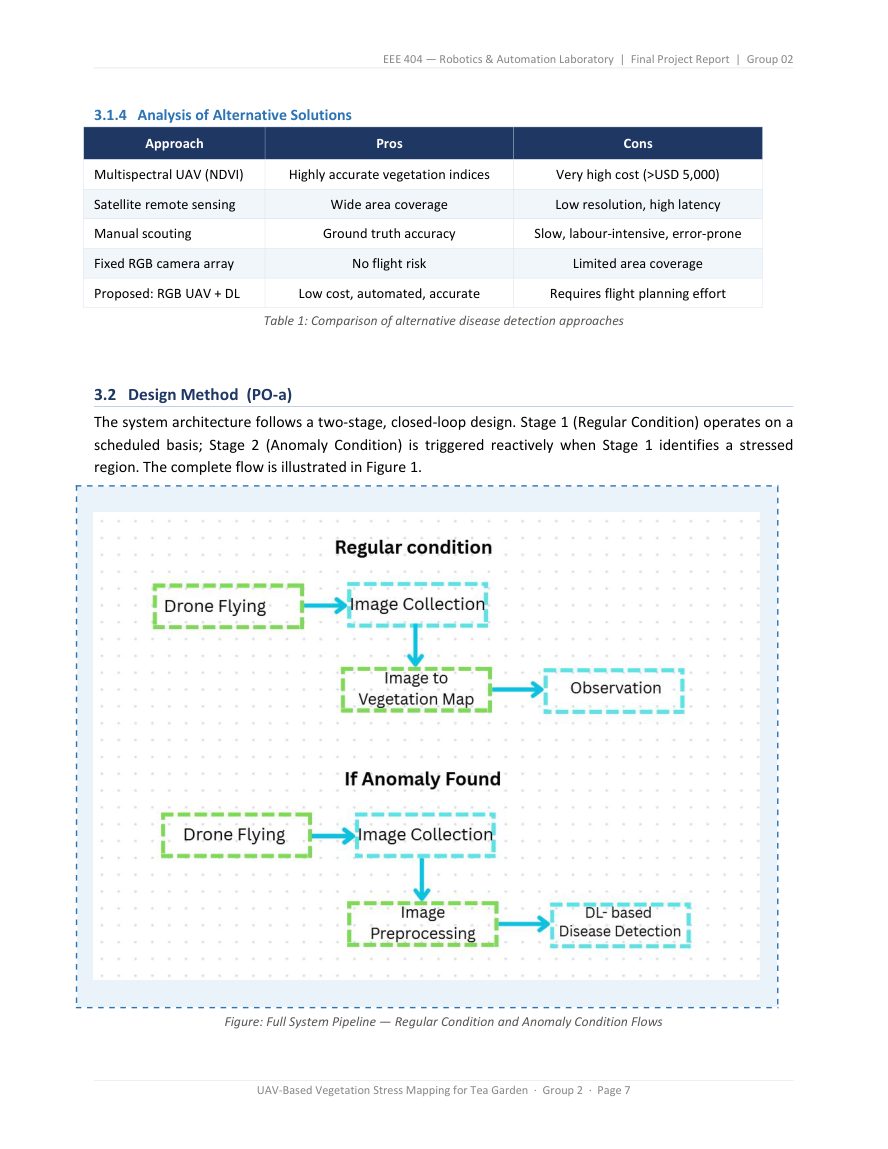 EEE 404 — Robotics & Automation Laboratory | Final Project Report | Group 02
3.1.4 Analysis of Alternative Solutions
Approach Pros Cons
Multispectral UAV (NDVI) Highly accurate vegetation indices Very high cost (>USD 5,000)
Satellite remote sensing Wide area coverage Low resolution, high latency
Manual scouting Ground truth accuracy Slow, labour-intensive, error-prone
Fixed RGB camera array No flight risk Limited area coverage
Proposed: RGB UAV + DL Low cost, automated, accurate Requires flight planning effort
Table 1: Comparison of alternative disease detection approaches
3.2 Design Method (PO-a)
The system architecture follows a two-stage, closed-loop design. Stage 1 (Regular Condition) operates on a
scheduled basis; Stage 2 (Anomaly Condition) is triggered reactively when Stage 1 identifies a stressed
region. The complete flow is illustrated in Figure 1.
Regular condition
Drone Flying Image Collection
Image to
Vegetation Map
Observation
If Anomaly Found
Drone Flying Image Collection
Image
Preprocessing
DL- based
Disease Detection
Figure: Full System Pipeline — Regular Condition and Anomaly Condition Flows
UAV-Based Vegetation Stress Mapping for Tea Garden · Group 2 · Page 7